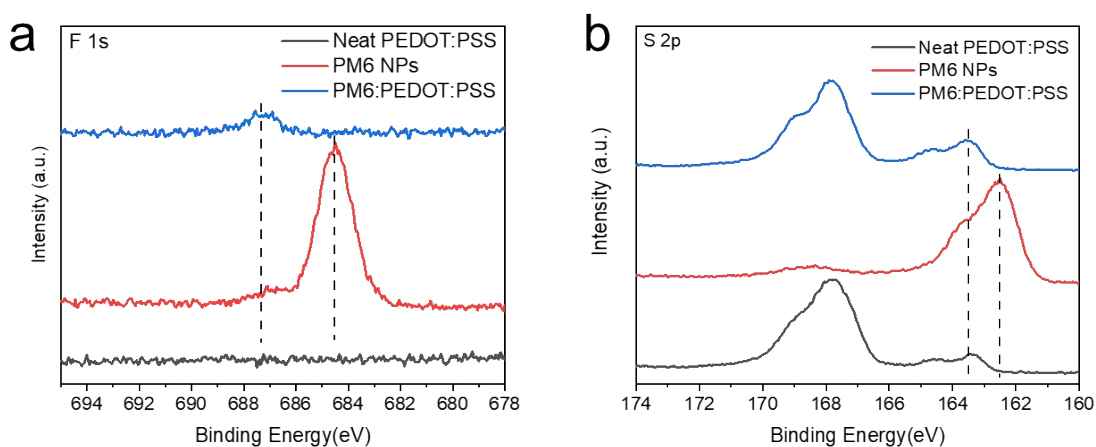 a
F 1s
Neat PEDOT:PSS
PM6 NPs
PM6:PEDOT:PSS
Intensity (a.u.)
694 692 690 688 686 684 682 680 678
Binding Energy(eV)
b
S 2p
Neat PEDOT:PSS
PM6 NPs
PM6:PEDOT:PSS
Intensity (a.u.)
174 172 170 168 166 164 162 160
Binding Energy(eV)